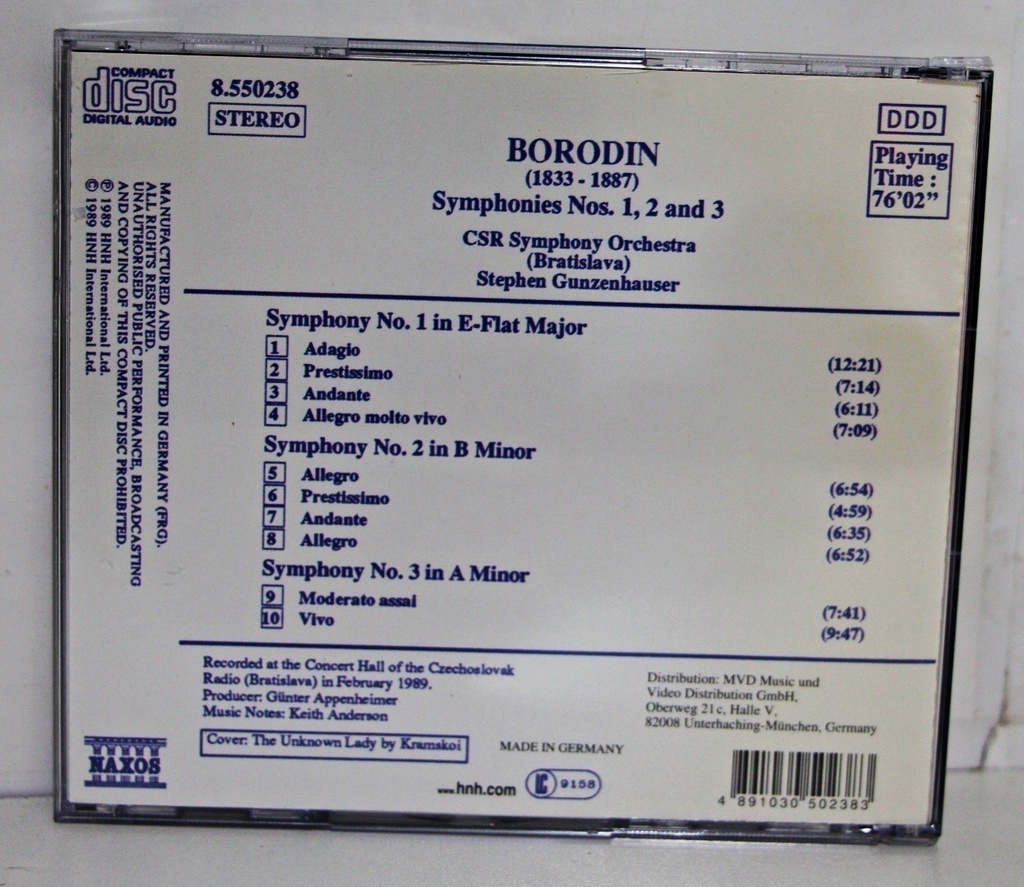 COMPACT
disc
DIGITAL AUDIO
8.550238
STEREO
DDD
Playing
Time :
76'02"
BORODIN
(1833 - 1887)
Symphonies Nos. 1, 2 and 3
CSR Symphony Orchestra
(Bratislava)
Stephen Gunzenhauser
MANUFACTURED AND PRINTED IN GERMANY (FRG).
ALL RIGHTS RESERVED.
UNAUTHORISED PUBLIC PERFORMANCE, BROADCASTING
AND COPYING OF THIS COMPACT DISC PROHIBITED.
℗ 1989 HNH International Ltd.
© 1989 HNH International Ltd.
Symphony No. 1 in E-Flat Major
1 Adagio (12:21)
2 Prestissimo (7:14)
3 Andante (6:11)
4 Allegro molto vivo (7:09)
Symphony No. 2 in B Minor
5 Allegro (6:54)
6 Prestissimo (4:59)
7 Andante (6:35)
8 Allegro (6:52)
Symphony No. 3 in A Minor
9 Moderato assai (7:41)
10 Vivo (9:47)
Recorded at the Concert Hall of the Czechoslovak
Radio (Bratislava) in February 1989.
Producer: Günter Appenheimer
Music Notes: Keith Anderson
Cover: The Unknown Lady by Kramskoi
Distribution: MVD Music und
Video Distribution GmbH,
Oberweg 21c, Halle V,
82008 Unterhaching-München, Germany
NAXOS
MADE IN GERMANY
www.hnh.com
LC 9158
4 891030 502383